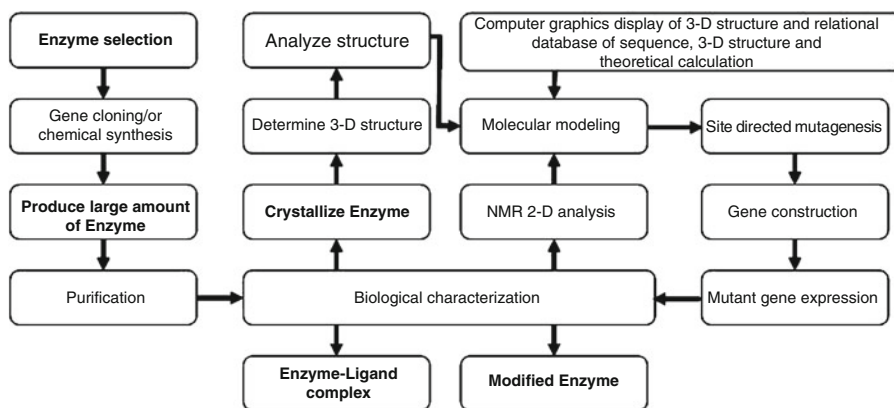 Enzyme selection
Analyze structure
Computer graphics display of 3-D structure and relational
database of sequence, 3-D structure and
theoretical calculation
Gene cloning/or
chemical synthesis
Determine 3-D structure
Molecular modeling
Site directed mutagenesis
Produce large amount
of Enzyme
Crystallize Enzyme
NMR 2-D analysis
Gene construction
Purification
Biological characterization
Mutant gene expression
Enzyme-Ligand
complex
Modified Enzyme